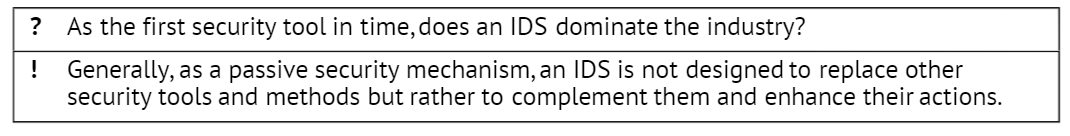 ? As the first security tool in time, does an IDS dominate the industry?
! Generally, as a passive security mechanism, an IDS is not designed to replace other
security tools and methods but rather to complement them and enhance their actions.